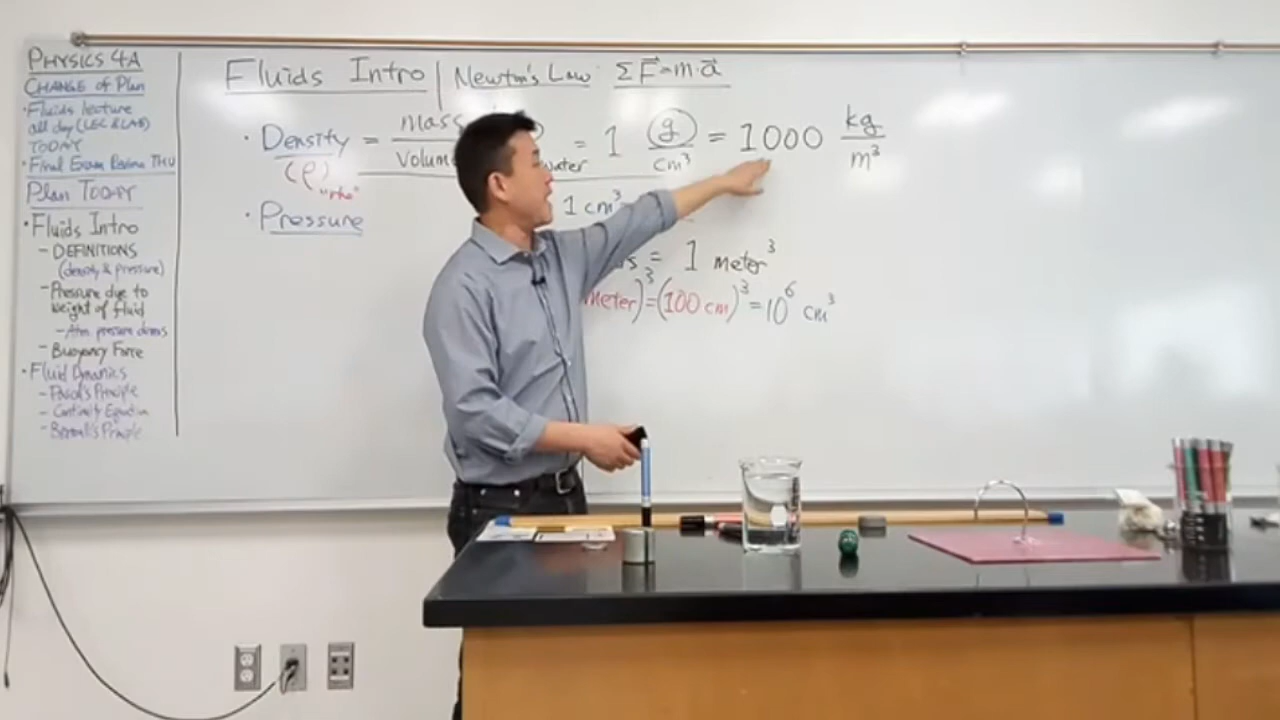 PHYSICS 4A
CHANGE of Plan
• Fluids lecture
all day (LEC & LAB)
TODAY
• Final Exam Review THU
Plan TODAY
• Fluids Intro
- DEFINITIONS
(density & pressure)
- Pressure due to
weight of fluid
- Atm. pressure demos
- Buoyancy Force
• Fluid Dynamics
- Pascal's Principle
- Continuity Equation
- Bernoulli's Principle
Fluids Intro | Newton's Law: ΣF⃗=m·a⃗
• Density = mass / volume
water = 1 g/cm³ = 1000 kg/m³
(ρ) "rho"
• Pressure
1 cm³
= 1 meter³
meter)³=(100 cm)³=10⁶ cm³